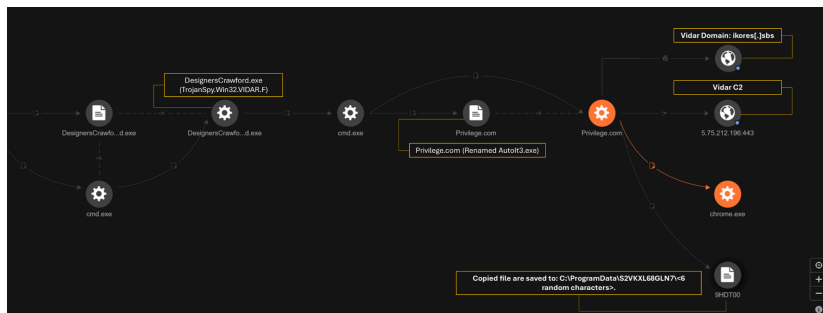 Vidar Domain: ikores[.]sbs
DesignersCrawford.exe
(TrojanSpy.Win32.VIDAR.F)
Vidar C2
DesignersCrawfo...d.exe
DesignersCrawfo...d.exe
cmd.exe
Privilege.com
Privilege.com
5.75.212.196:443
Privilege.com (Renamed AutoIt3.exe)
cmd.exe
chrome.exe
Copied file are saved to: C:\ProgramData\S2VKXL68GLN7\<6
random characters>.
9HDT00